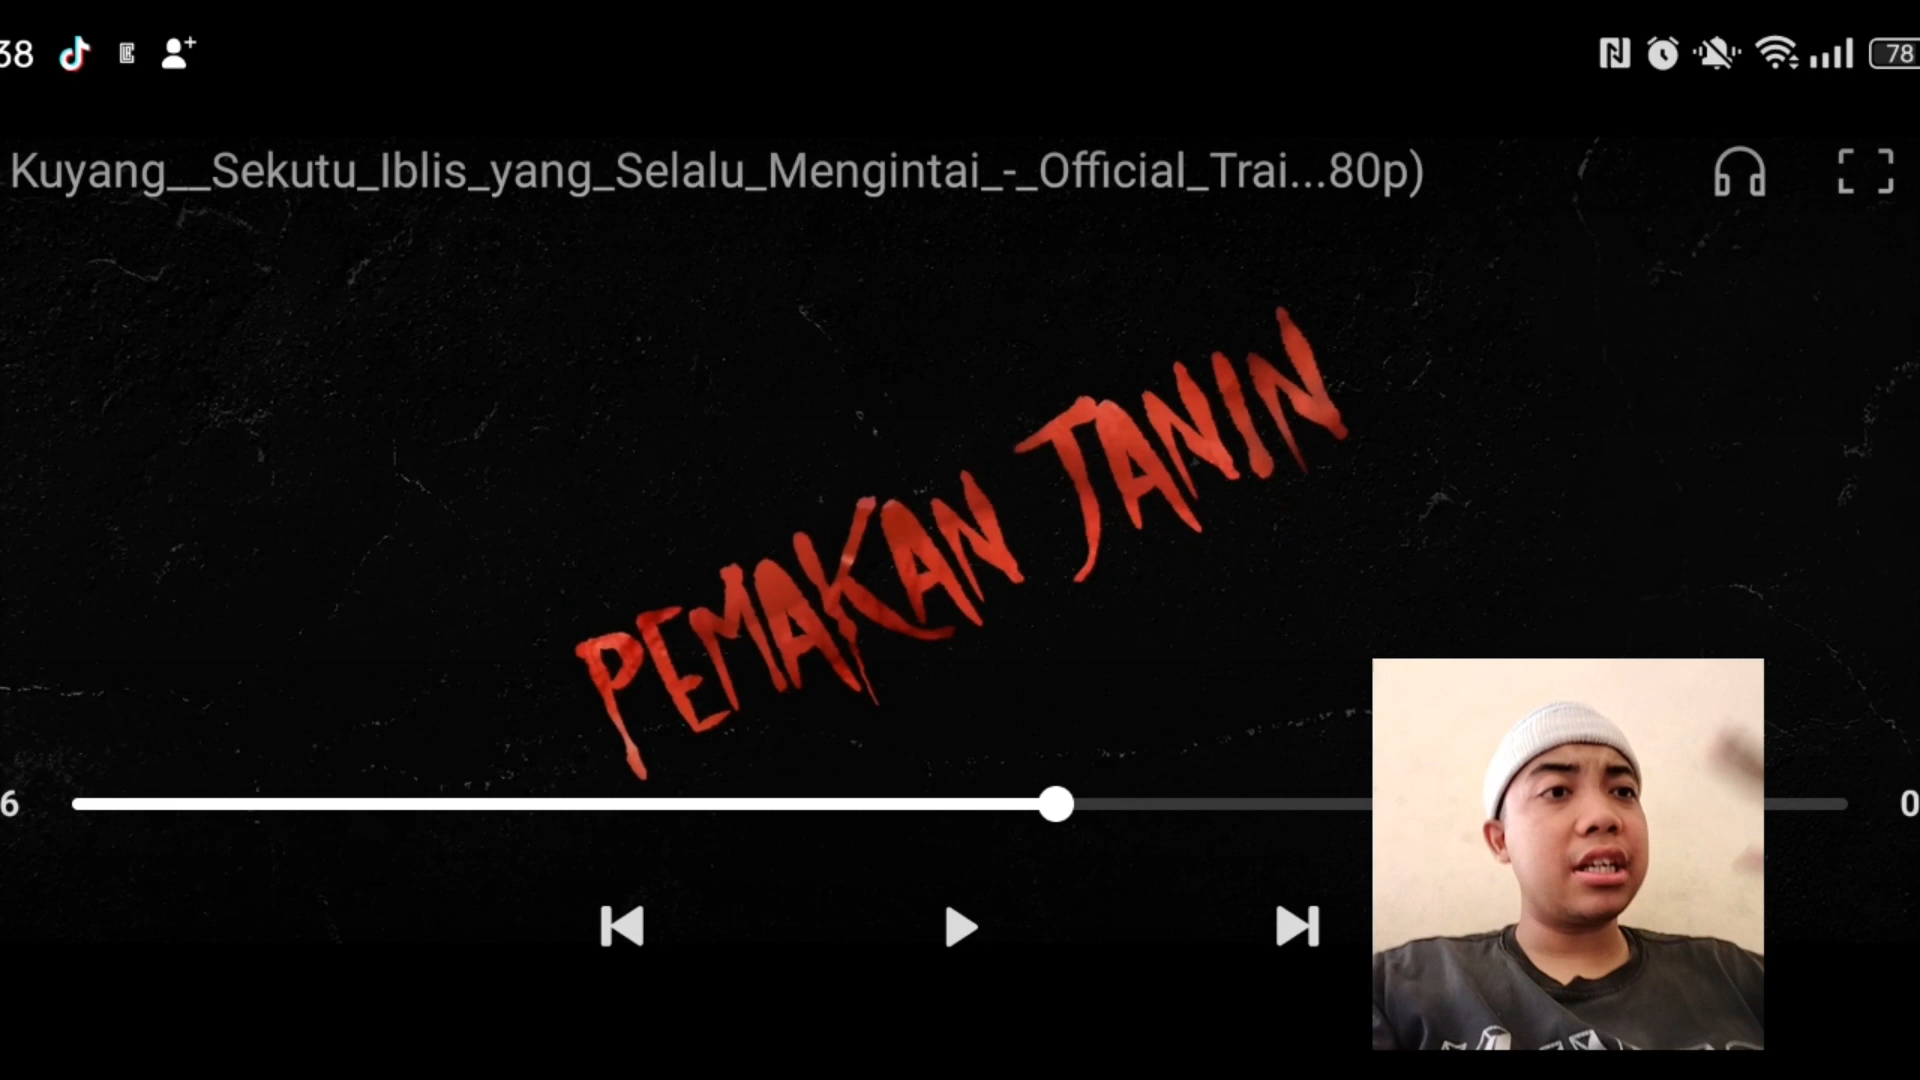 38
78
Kuyang__Sekutu_Iblis_yang_Selalu_Mengintai_-_Official_Trai...80p)
PEMAKAN JANIN
6
0